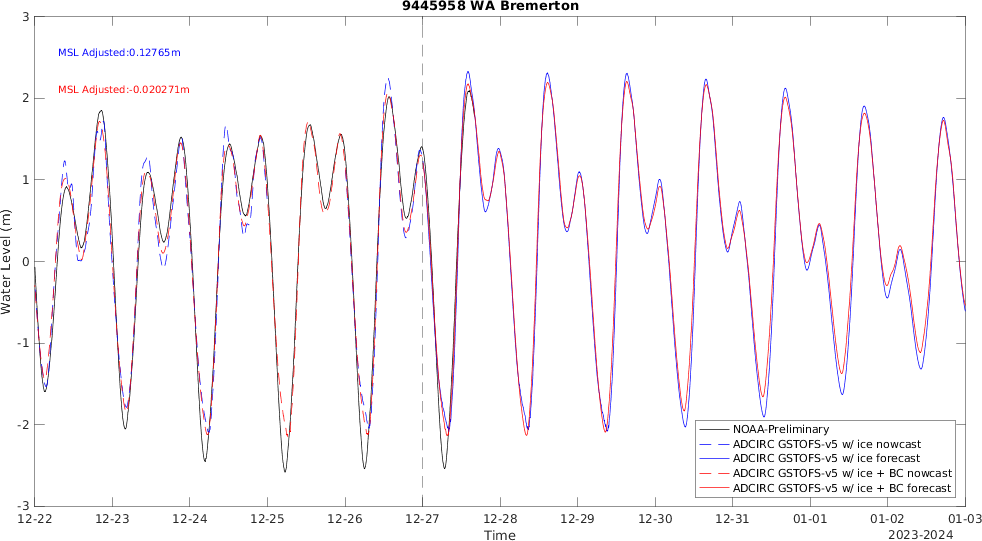 9445958 WA Bremerton
3
MSL Adjusted:0.12765m
MSL Adjusted:-0.020271m
2
1
0
-1
-2
-3
Water Level (m)
NOAA-Preliminary
ADCIRC GSTOFS-v5 w/ ice nowcast
ADCIRC GSTOFS-v5 w/ ice forecast
ADCIRC GSTOFS-v5 w/ ice + BC nowcast
ADCIRC GSTOFS-v5 w/ ice + BC forecast
12-22 12-23 12-24 12-25 12-26 12-27 12-28 12-29 12-30 12-31 01-01 01-02 01-03
Time
2023-2024